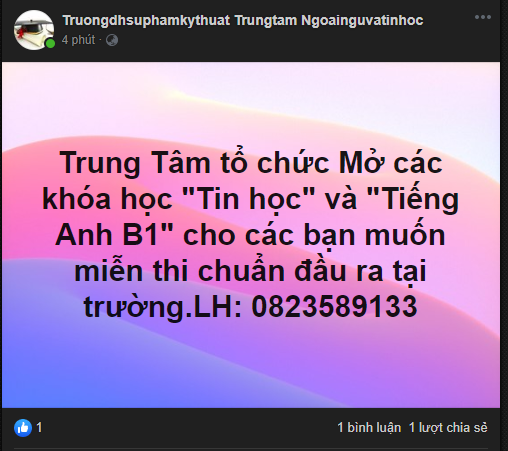 Truongdhsuphamkythuat Trungtam Ngoainguvatinhoc
4 phút ·
Trung Tâm tổ chức Mở các
khóa học "Tin học" và "Tiếng
Anh B1" cho các bạn muốn
miễn thi chuẩn đầu ra tại
trường.LH: 0823589133
1
1 bình luận 1 lượt chia sẻ